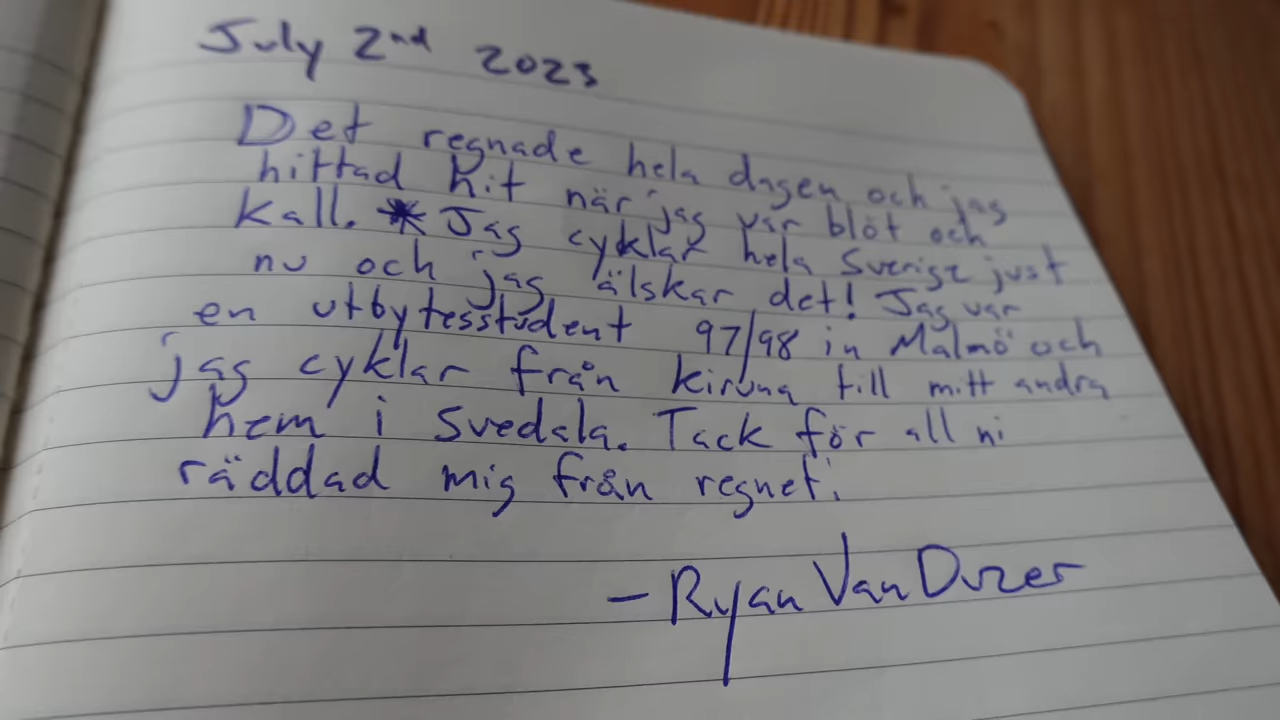 July 2nd 2023
Det regnade hela dagen och jag
hittad hit när jag var blöt och
kall. Jag cyklar hela Sverige just
nu och jag älskar det! Jag var
en utbytesstudent 97/98 in Malmö och
jag cyklar från Kiruna till mitt andra
hem i Svedala. Tack för all ni
räddad mig från regnet!
- Ryan Van Duzer